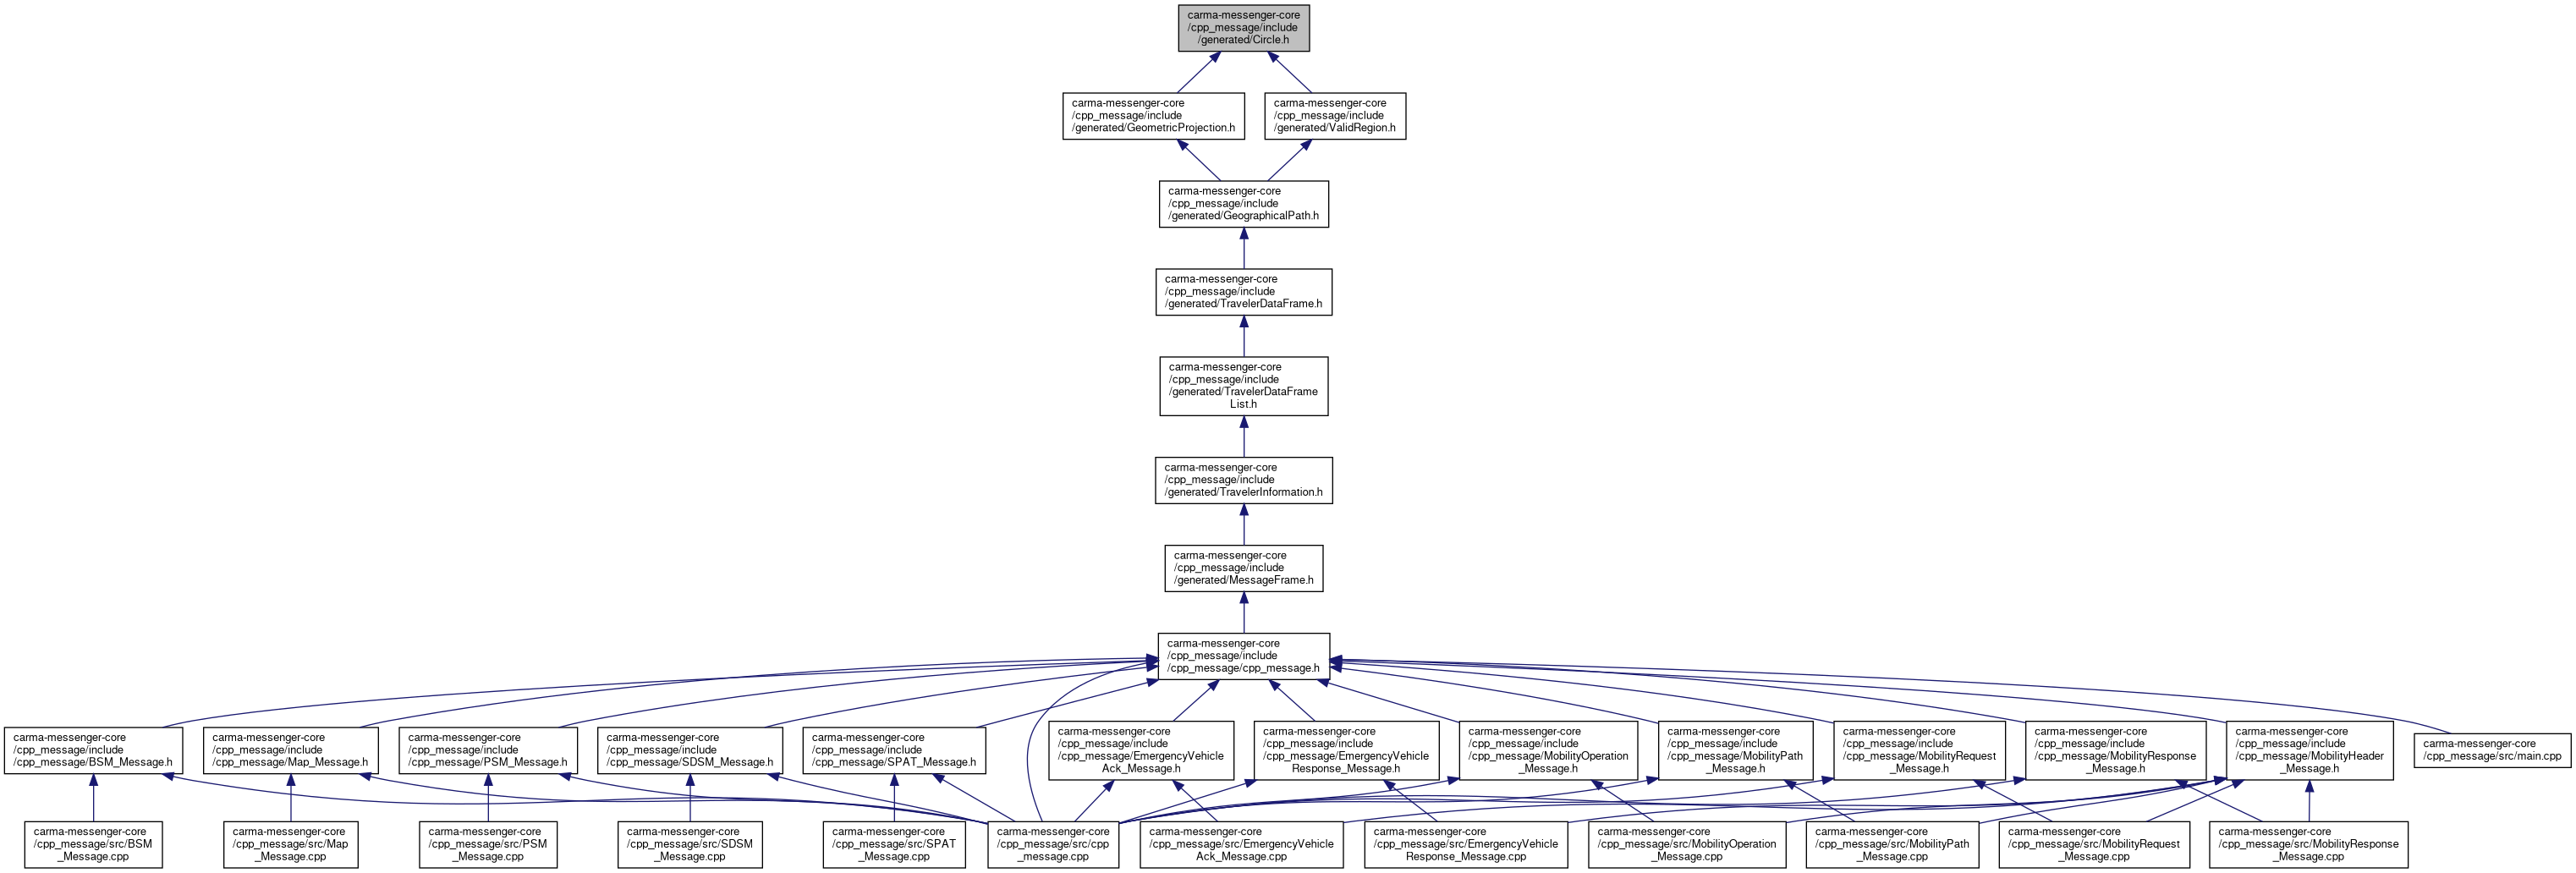 carma-messenger-core
/cpp_message/include
/generated/Circle.h
carma-messenger-core
/cpp_message/include
/generated/GeometricProjection.h
carma-messenger-core
/cpp_message/include
/generated/ValidRegion.h
carma-messenger-core
/cpp_message/include
/generated/GeographicalPath.h
carma-messenger-core
/cpp_message/include
/generated/TravelerDataFrame.h
carma-messenger-core
/cpp_message/include
/generated/TravelerDataFrame
List.h
carma-messenger-core
/cpp_message/include
/generated/TravelerInformation.h
carma-messenger-core
/cpp_message/include
/generated/MessageFrame.h
carma-messenger-core
/cpp_message/include
/cpp_message/cpp_message.h
carma-messenger-core
/cpp_message/include
/cpp_message/BSM_Message.h
carma-messenger-core
/cpp_message/include
/cpp_message/Map_Message.h
carma-messenger-core
/cpp_message/include
/cpp_message/PSM_Message.h
carma-messenger-core
/cpp_message/include
/cpp_message/SDSM_Message.h
carma-messenger-core
/cpp_message/include
/cpp_message/SPAT_Message.h
carma-messenger-core
/cpp_message/include
/cpp_message/EmergencyVehicle
Ack_Message.h
carma-messenger-core
/cpp_message/include
/cpp_message/EmergencyVehicle
Response_Message.h
carma-messenger-core
/cpp_message/include
/cpp_message/MobilityOperation
_Message.h
carma-messenger-core
/cpp_message/include
/cpp_message/MobilityPath
_Message.h
carma-messenger-core
/cpp_message/include
/cpp_message/MobilityRequest
_Message.h
carma-messenger-core
/cpp_message/include
/cpp_message/MobilityResponse
_Message.h
carma-messenger-core
/cpp_message/include
/cpp_message/MobilityHeader
_Message.h
carma-messenger-core
/cpp_message/src/main.cpp
carma-messenger-core
/cpp_message/src/BSM
_Message.cpp
carma-messenger-core
/cpp_message/src/Map
_Message.cpp
carma-messenger-core
/cpp_message/src/PSM
_Message.cpp
carma-messenger-core
/cpp_message/src/SDSM
_Message.cpp
carma-messenger-core
/cpp_message/src/SPAT
_Message.cpp
carma-messenger-core
/cpp_message/src/cpp
_message.cpp
carma-messenger-core
/cpp_message/src/EmergencyVehicle
Ack_Message.cpp
carma-messenger-core
/cpp_message/src/EmergencyVehicle
Response_Message.cpp
carma-messenger-core
/cpp_message/src/MobilityOperation
_Message.cpp
carma-messenger-core
/cpp_message/src/MobilityPath
_Message.cpp
carma-messenger-core
/cpp_message/src/MobilityRequest
_Message.cpp
carma-messenger-core
/cpp_message/src/MobilityResponse
_Message.cpp